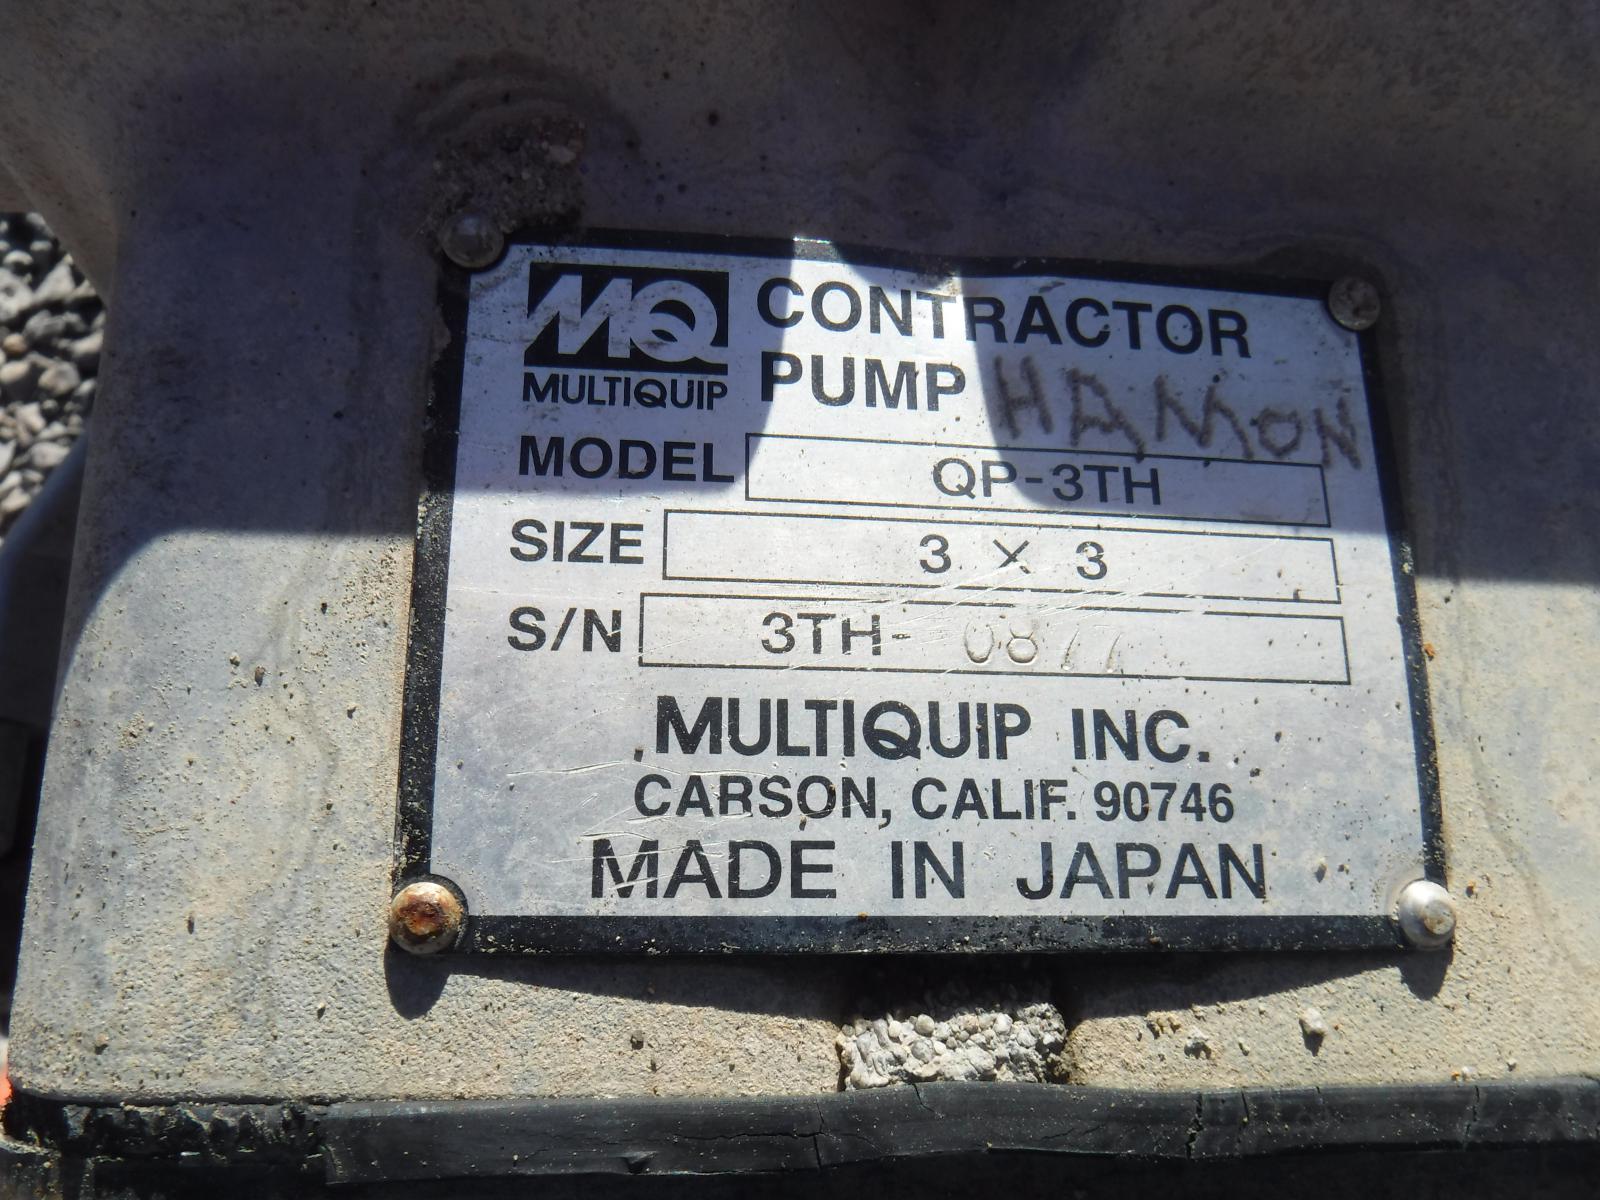 MQ CONTRACTOR
MULTIQUIP PUMP HAMON
MODEL QP-3TH
SIZE 3 × 3
S/N 3TH- 0877
MULTIQUIP INC.
CARSON, CALIF. 90746
MADE IN JAPAN